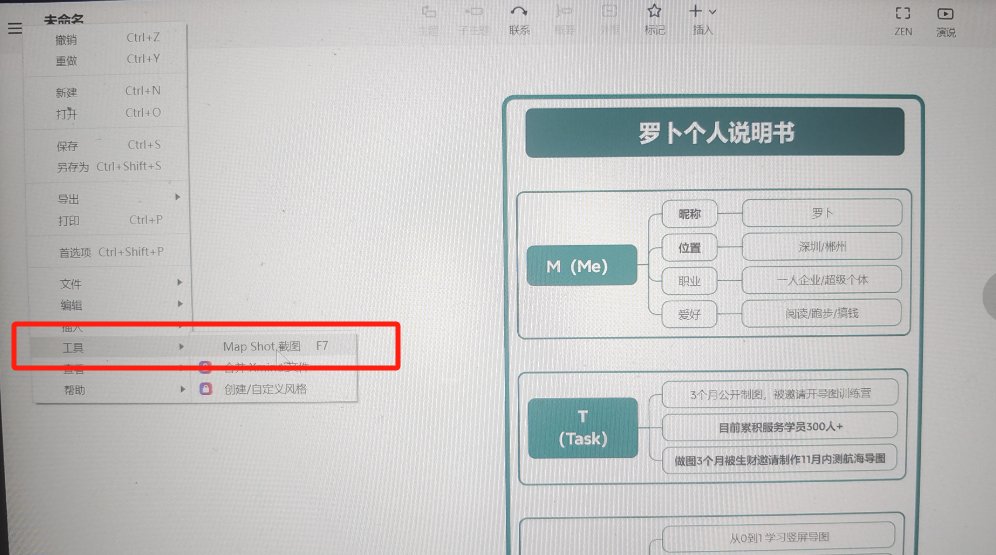 未命名
主题
子主题
联系
概要
外框
标记
插入
ZEN
演说
撤销 Ctrl+Z
重做 Ctrl+Y
新建 Ctrl+N
打开 Ctrl+O
保存 Ctrl+S
另存为 Ctrl+Shift+S
导出
打印 Ctrl+P
首选项 Ctrl+Shift+P
文件
编辑
插入
工具
Map Shot 截图 F7
查看
创建/自定义风格
帮助
罗卜个人说明书
M (Me)
昵称
罗卜
位置
深圳/郴州
职业
一人企业/超级个体
爱好
阅读/跑步/搞钱
T
(Task)
3个月公开制图，被邀请开导图训练营
目前累积服务学员300人+
做图3个月被生财邀请制作11月内测航海导图
从0到1 学习竖屏导图